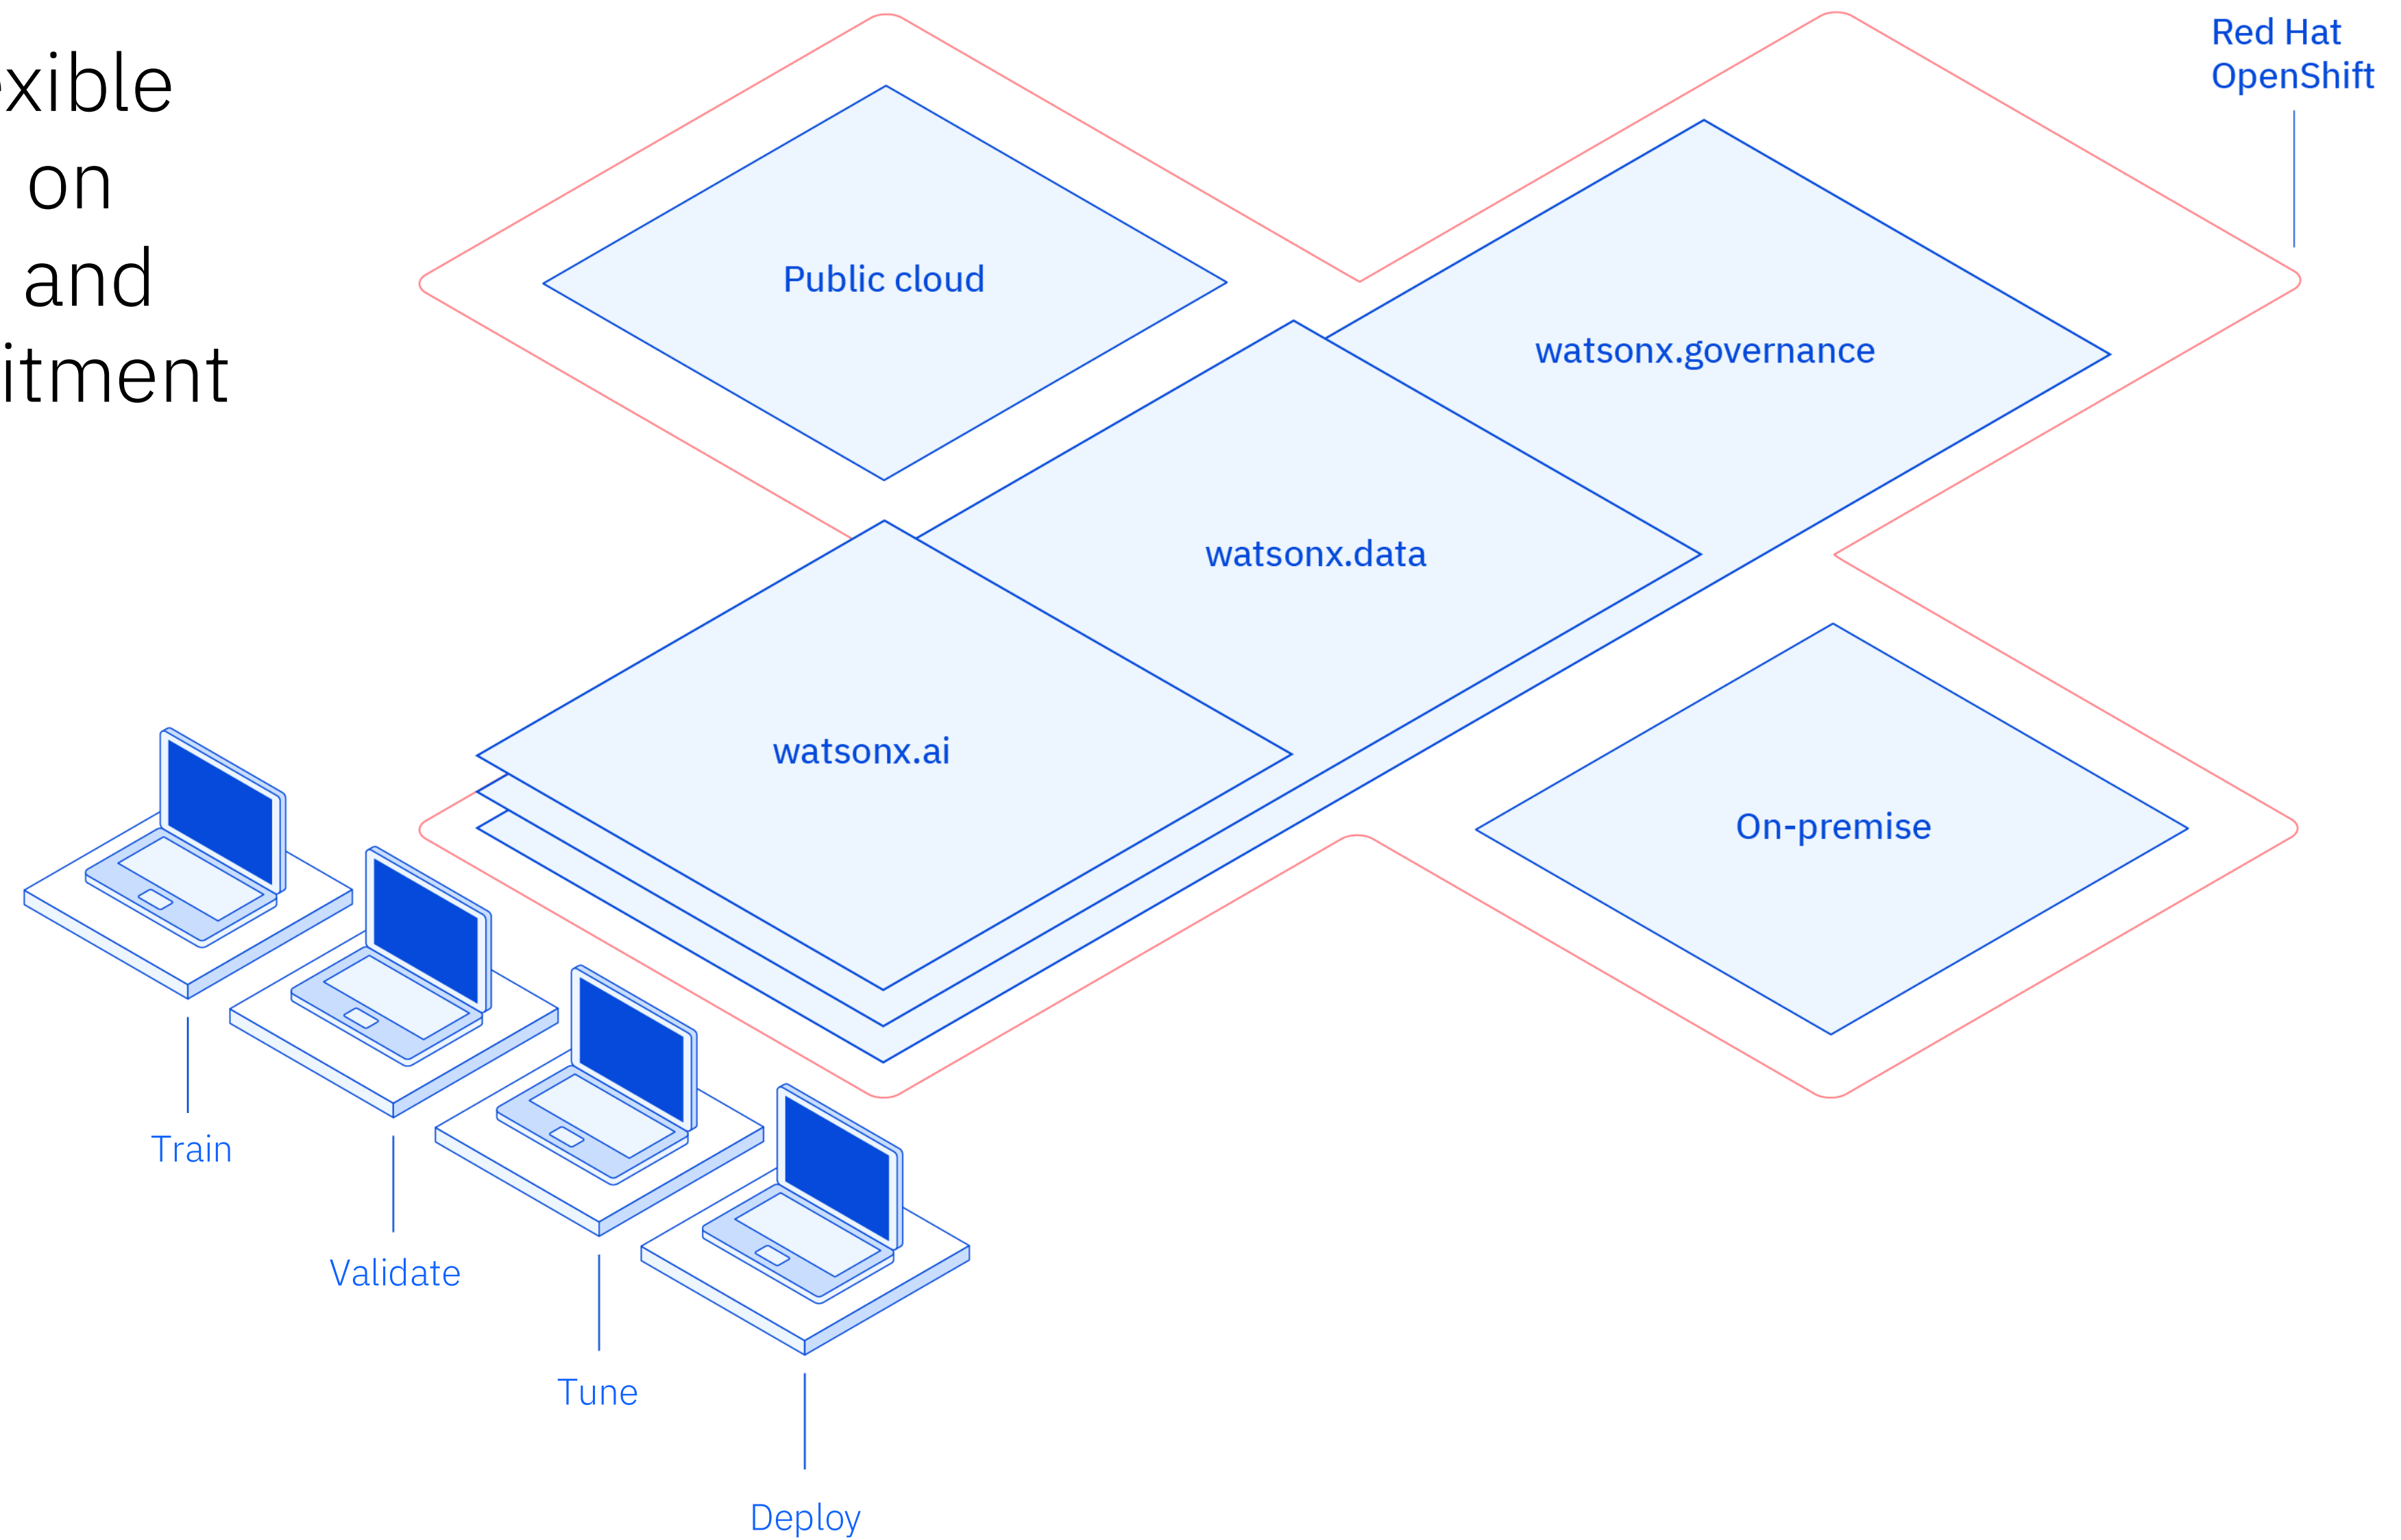 xible
on
and
itment
Red Hat
OpenShift
Public cloud
watsonx.governance
watsonx.data
watsonx.ai
On-premise
Train
Validate
Tune
Deploy